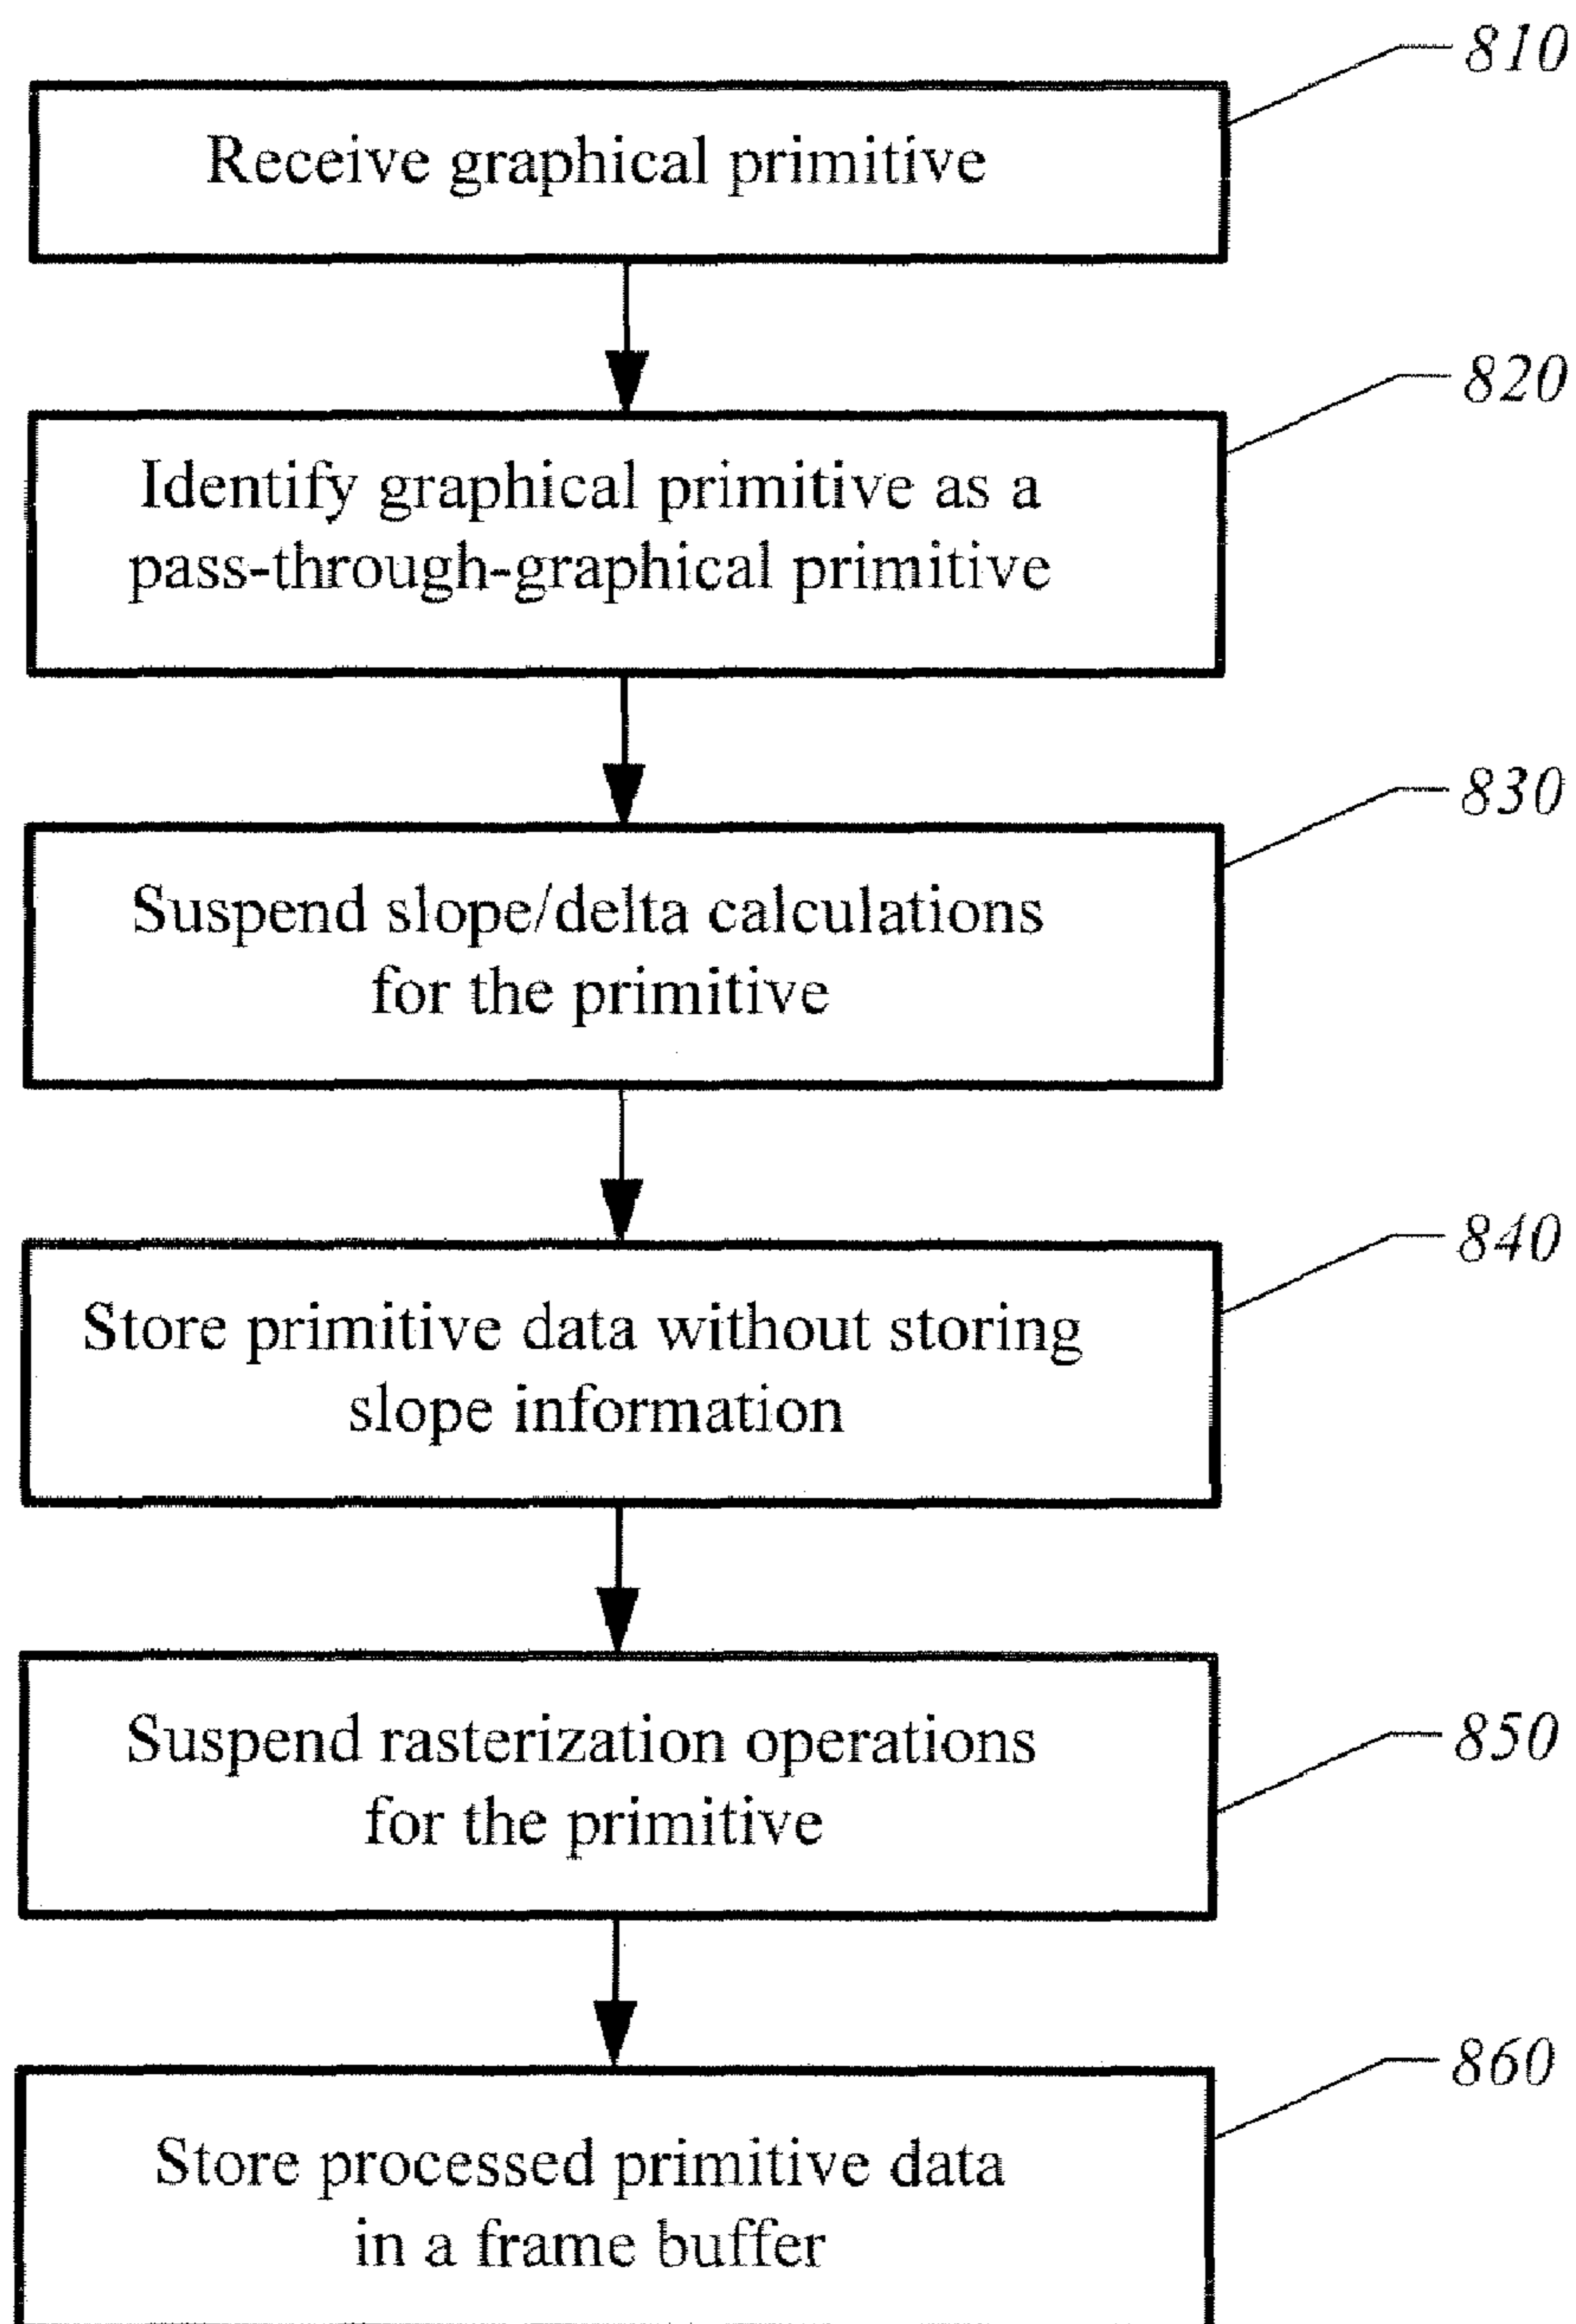 810
Receive graphical primitive
820
Identify graphical primitive as a
pass-through-graphical primitive
830
Suspend slope/delta calculations
for the primitive
840
Store primitive data without storing
slope information
850
Suspend rasterization operations
for the primitive
860
Store processed primitive data
in a frame buffer